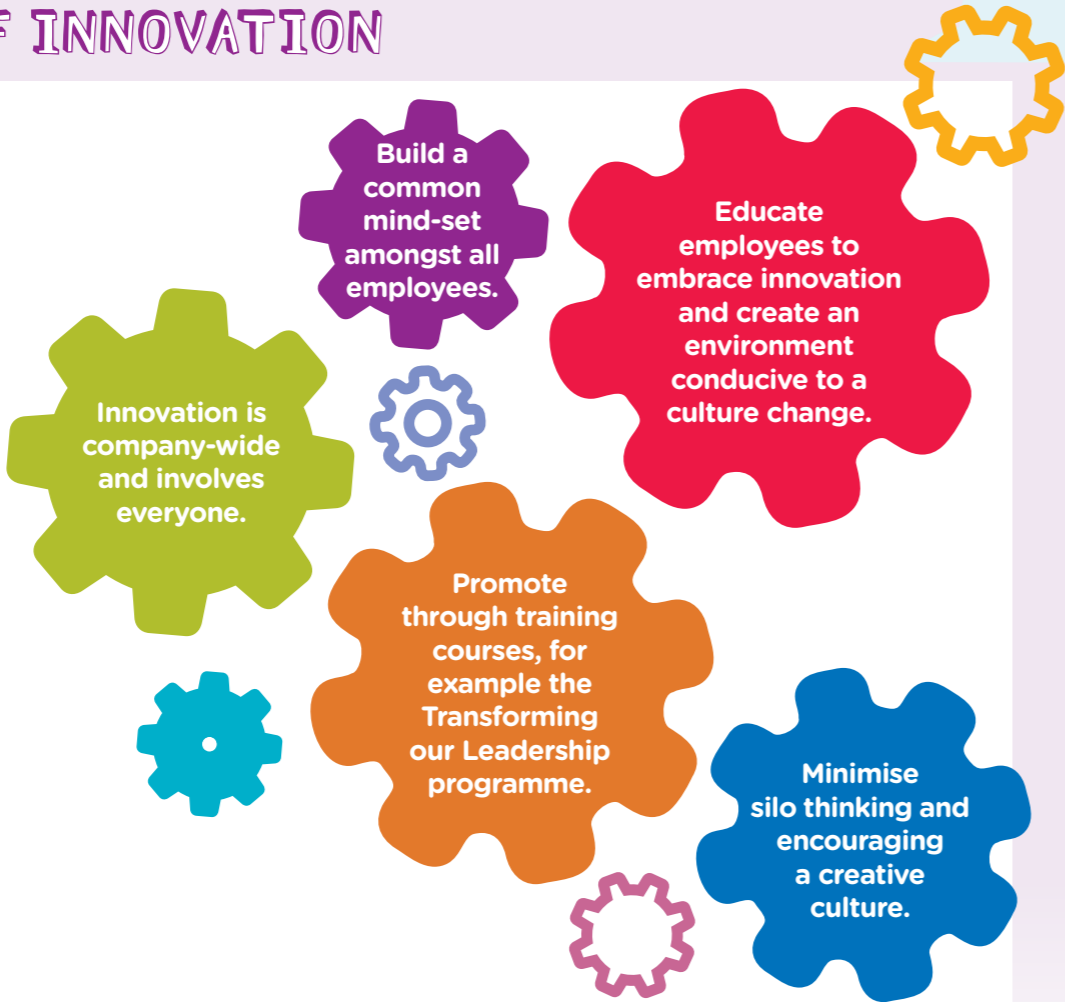 INNOVATION
Build a
common
mind-set
amongst all
employees.
Educate
employees to
embrace innovation
and create an
environment
conducive to a
culture change.
Innovation is
company-wide
and involves
everyone.
Promote
through training
courses, for
example the
Transforming
our Leadership
programme.
Minimise
silo thinking and
encouraging
a creative
culture.